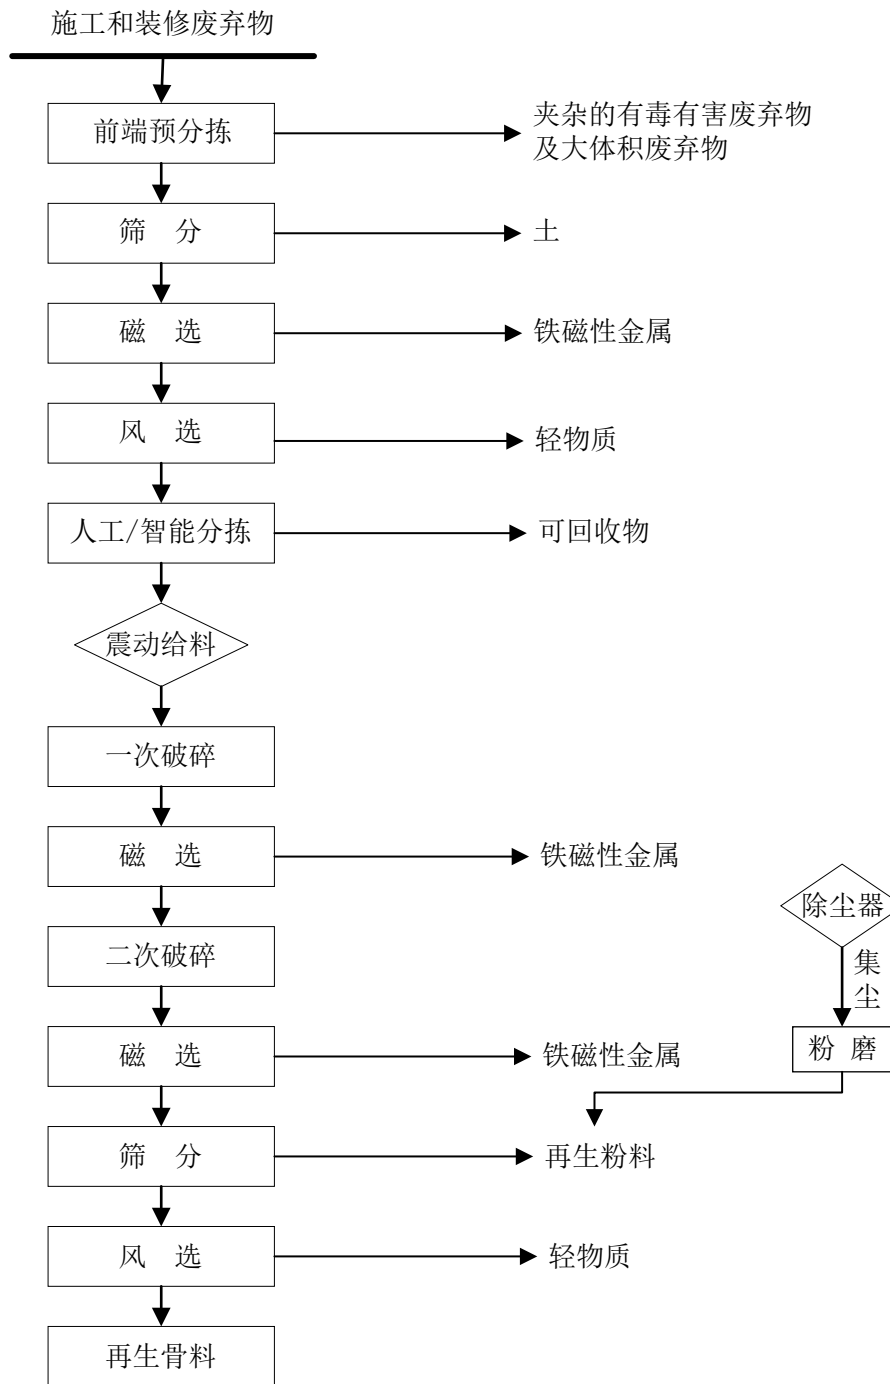 施工和装修废弃物
前端预分拣
夹杂的有毒有害废弃物
及大体积废弃物
筛 分
土
磁 选
铁磁性金属
风 选
轻物质
人工/智能分拣
可回收物
震动给料
一次破碎
磁 选
铁磁性金属
除尘器
二次破碎
集
尘
磁 选
铁磁性金属
粉 磨
筛 分
再生粉料
风 选
轻物质
再生骨料